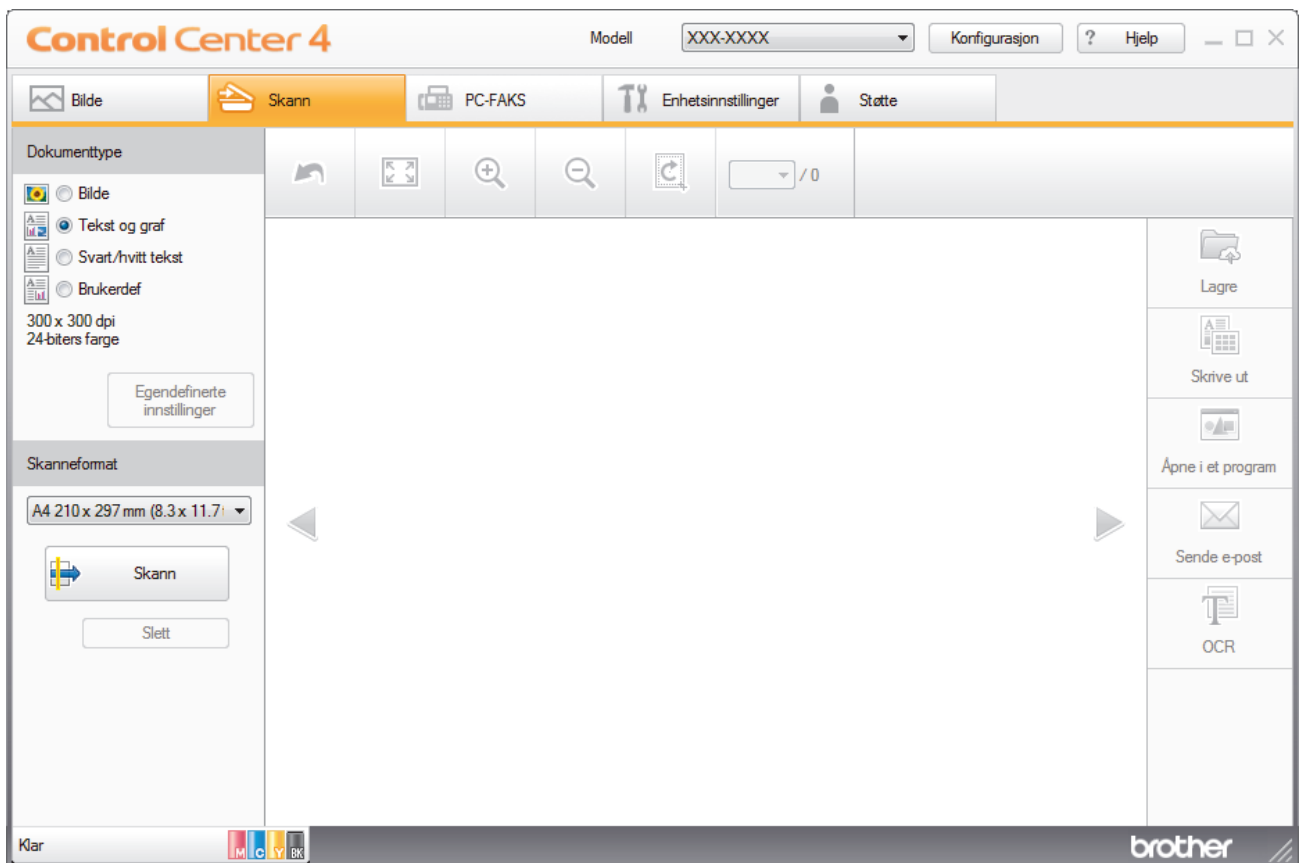 Control Center 4
Modell
XXX-XXXX
Konfigurasjon
? Hjelp
Bilde
Skann
PC-FAKS
Enhetsinnstillinger
Støtte
Dokumenttype
/ 0
Bilde
Tekst og graf
Svart/hvitt tekst
Brukerdef
300 x 300 dpi
24-biters farge
Egendefinerte
innstillinger
Skanneformat
A4 210 x 297 mm (8.3 x 11.7
Skann
Slett
Lagre
Skrive ut
Åpne i et program
Sende e-post
OCR
Klar
M C Y BK
brother